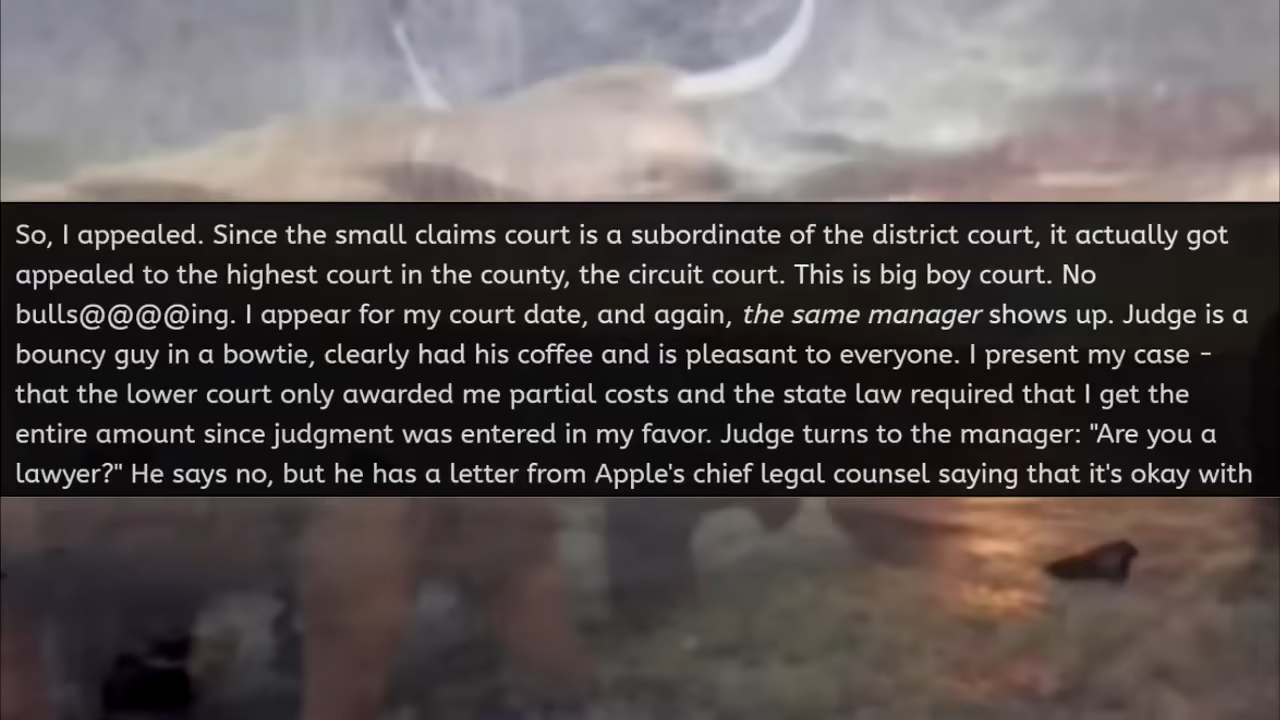 So, I appealed. Since the small claims court is a subordinate of the district court, it actually got
appealed to the highest court in the county, the circuit court. This is big boy court. No
bulls@@@@ing. I appear for my court date, and again, the same manager shows up. Judge is a
bouncy guy in a bowtie, clearly had his coffee and is pleasant to everyone. I present my case -
that the lower court only awarded me partial costs and the state law required that I get the
entire amount since judgment was entered in my favor. Judge turns to the manager: "Are you a
lawyer?" He says no, but he has a letter from Apple's chief legal counsel saying that it's okay with